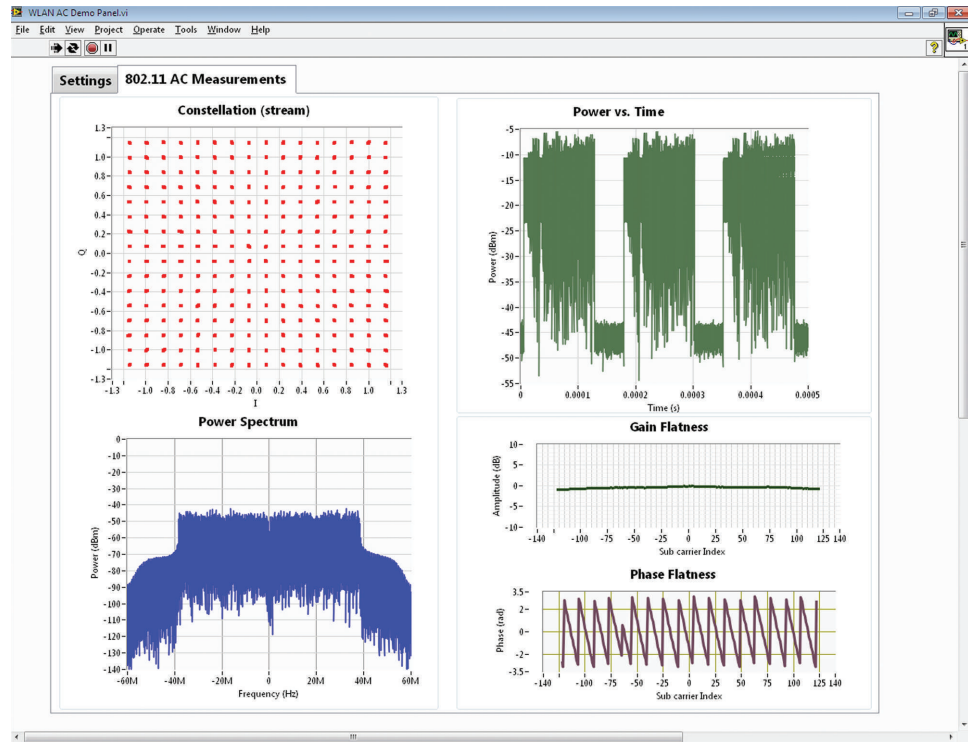 WLAN AC Demo Panel.vi
File Edit View Project Operate Tools Window Help
Settings
802.11 AC Measurements
Constellation (stream)
1.3
1.0
0.8
0.6
0.4
0.2
0.0
-0.2
-0.4
-0.6
-0.8
-1.0
-1.3
Q
-1.3 -1.0 -0.8 -0.6 -0.4 -0.2 0.0 0.2 0.4 0.6 0.8 1.0 1.3
I
Power vs. Time
-5
-10
-15
-20
-25
-30
-35
-40
-45
-50
-55
Power (dBm)
0 0.0001 0.0002 0.0003 0.0004 0.0005
Time (s)
Power Spectrum
0
-10
-20
-30
-40
-50
-60
-70
-80
-90
-100
-110
-120
-130
-140
Power (dBm)
-60M -40M -20M 0 20M 40M 60M
Frequency (Hz)
Gain Flatness
10
5
0
-5
-10
Amplitude (dB)
-140 -100 -75 -50 -25 0 25 50 75 100 125 140
Sub carrier Index
Phase Flatness
3.5
2
0
-2
-3.5
Phase (rad)
-140 -100 -75 -50 -25 0 25 50 75 100 125 140
Sub carrier Index